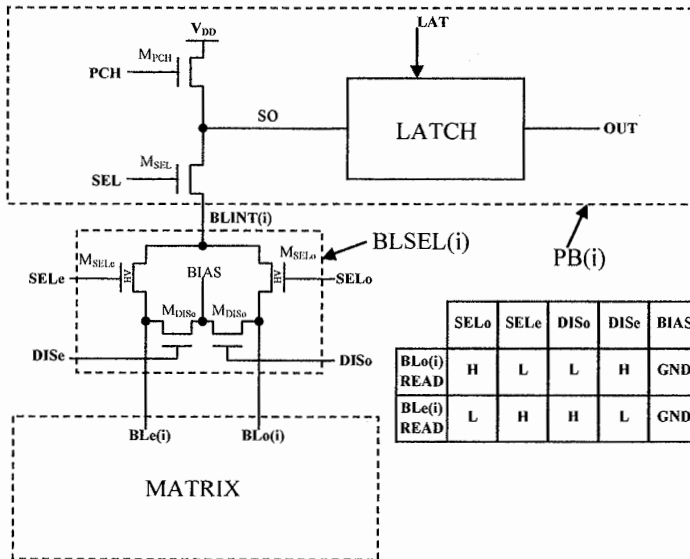 LAT
VDD
MPCH
PCH
SO
LATCH
OUT
MSEL
SEL
BLINT(i)
BLSEL(i)
PB(i)
MSELe
MSELo
HV
HV
BIAS
SELe
SELo
MDISe
MDISo
DISe
DISo
BLe(i)
BLo(i)
MATRIX
SELo SELe DISo DISe BIAS
BLo(i) READ H L L H GND
BLe(i) READ L H H L GND